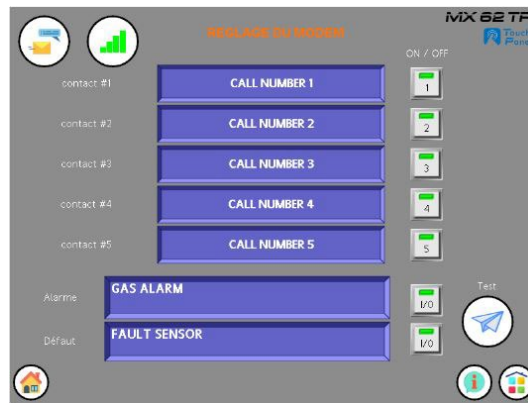 REGLAGE DU MODEM
MX 62 TP
Touch
Pane
ON / OFF
contact #1
CALL NUMBER 1
1
contact #2
CALL NUMBER 2
2
contact #3
CALL NUMBER 3
3
contact #4
CALL NUMBER 4
4
contact #5
CALL NUMBER 5
5
Alarme
GAS ALARM
I/O
Test
Défaut
FAULT SENSOR
I/O